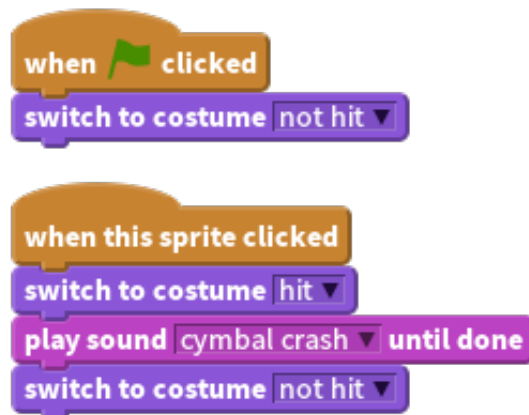 when clicked
switch to costume not hit
when this sprite clicked
switch to costume hit
play sound cymbal crash until done
switch to costume not hit